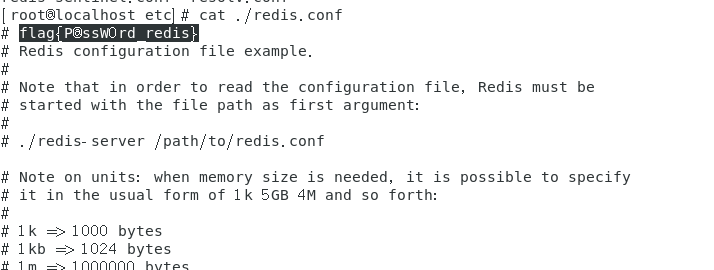 [root@localhost etc]# cat ./redis.conf
# flag{P@ssW0rd_redis}
# Redis configuration file example.
#
# Note that in order to read the configuration file, Redis must be
# started with the file path as first argument:
#
# ./redis-server /path/to/redis.conf
# Note on units: when memory size is needed, it is possible to specify
# it in the usual form of 1k 5GB 4M and so forth:
#
# 1k => 1000 bytes
# 1kb => 1024 bytes
# 1m => 1000000 bytes